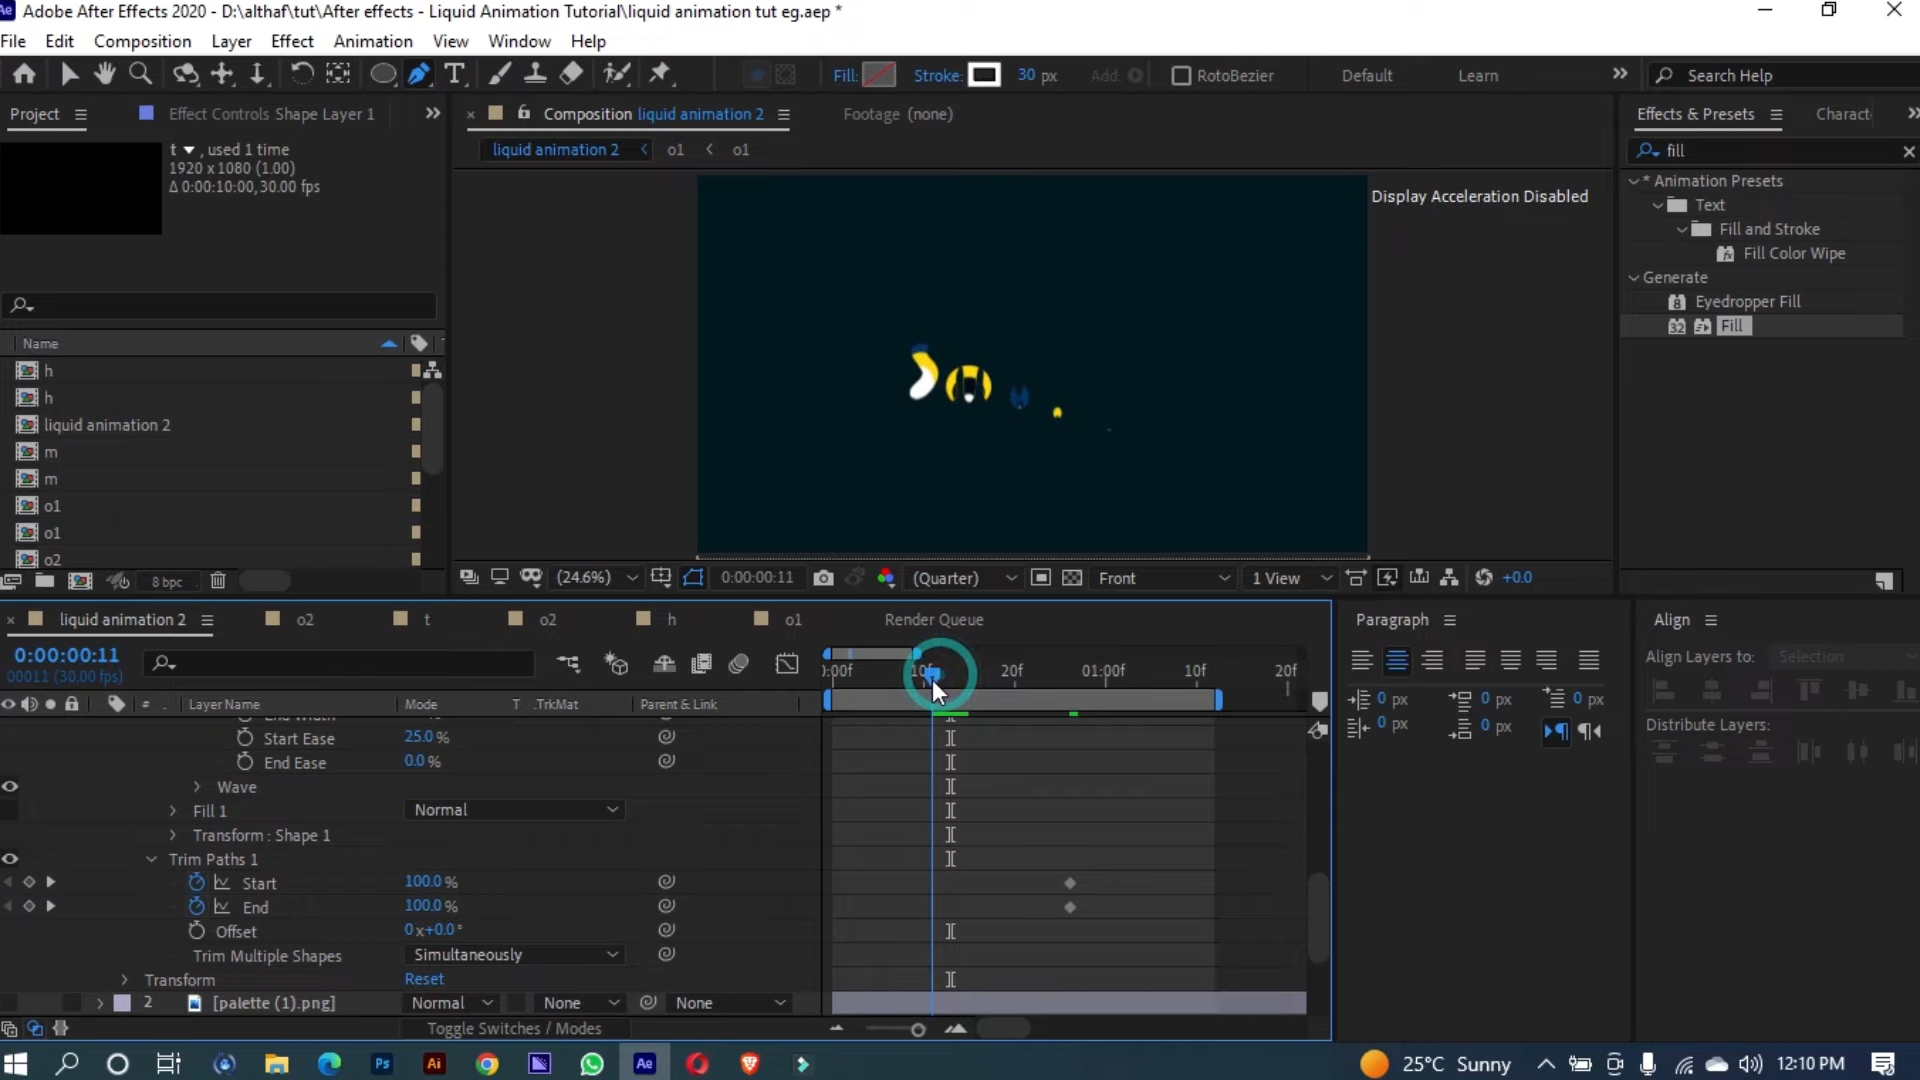 Adobe After Effects 2020 - D:\althaf\tut\After effects - Liquid Animation Tutorial\liquid animation tut eg.aep *
File Edit Composition Layer Effect Animation View Window Help
Fill: Stroke: 30 px Add: RotoBezier Default Learn Search Help
Project Effect Controls Shape Layer 1
t , used 1 time
1920 x 1080 (1.00)
Δ 0:00:10:00, 30.00 fps
Name
h
h
liquid animation 2
m
m
o1
o1
o2
8 bpc
Composition liquid animation 2 Footage (none)
liquid animation 2 o1 o1
Display Acceleration Disabled
(24.6%) 0:00:00:11 (Quarter) Front 1 View +0.0
Effects & Presets Charact
fill
* Animation Presets
Text
Fill and Stroke
Fill Color Wipe
Generate
Eyedropper Fill
Fill
liquid animation 2 o2 t o2 h o1 Render Queue
0:00:00:11
00011 (30.00 fps)
):00f 10f 20f 01:00f 10f 20f
# Layer Name Mode T .TrkMat Parent & Link
End Width
Start Ease 25.0 %
End Ease 0.0 %
Wave
Fill 1 Normal
Transform : Shape 1
Trim Paths 1
Start 100.0 %
End 100.0 %
Offset 0x+0.0°
Trim Multiple Shapes Simultaneously
Transform Reset
2 [palette (1).png] Normal None None
Toggle Switches / Modes
Paragraph
0 px 0 px 0 px
0 px 0 px
Align
Align Layers to: Selection
Distribute Layers:
Ps Ai Ae 25°C Sunny 12:10 PM